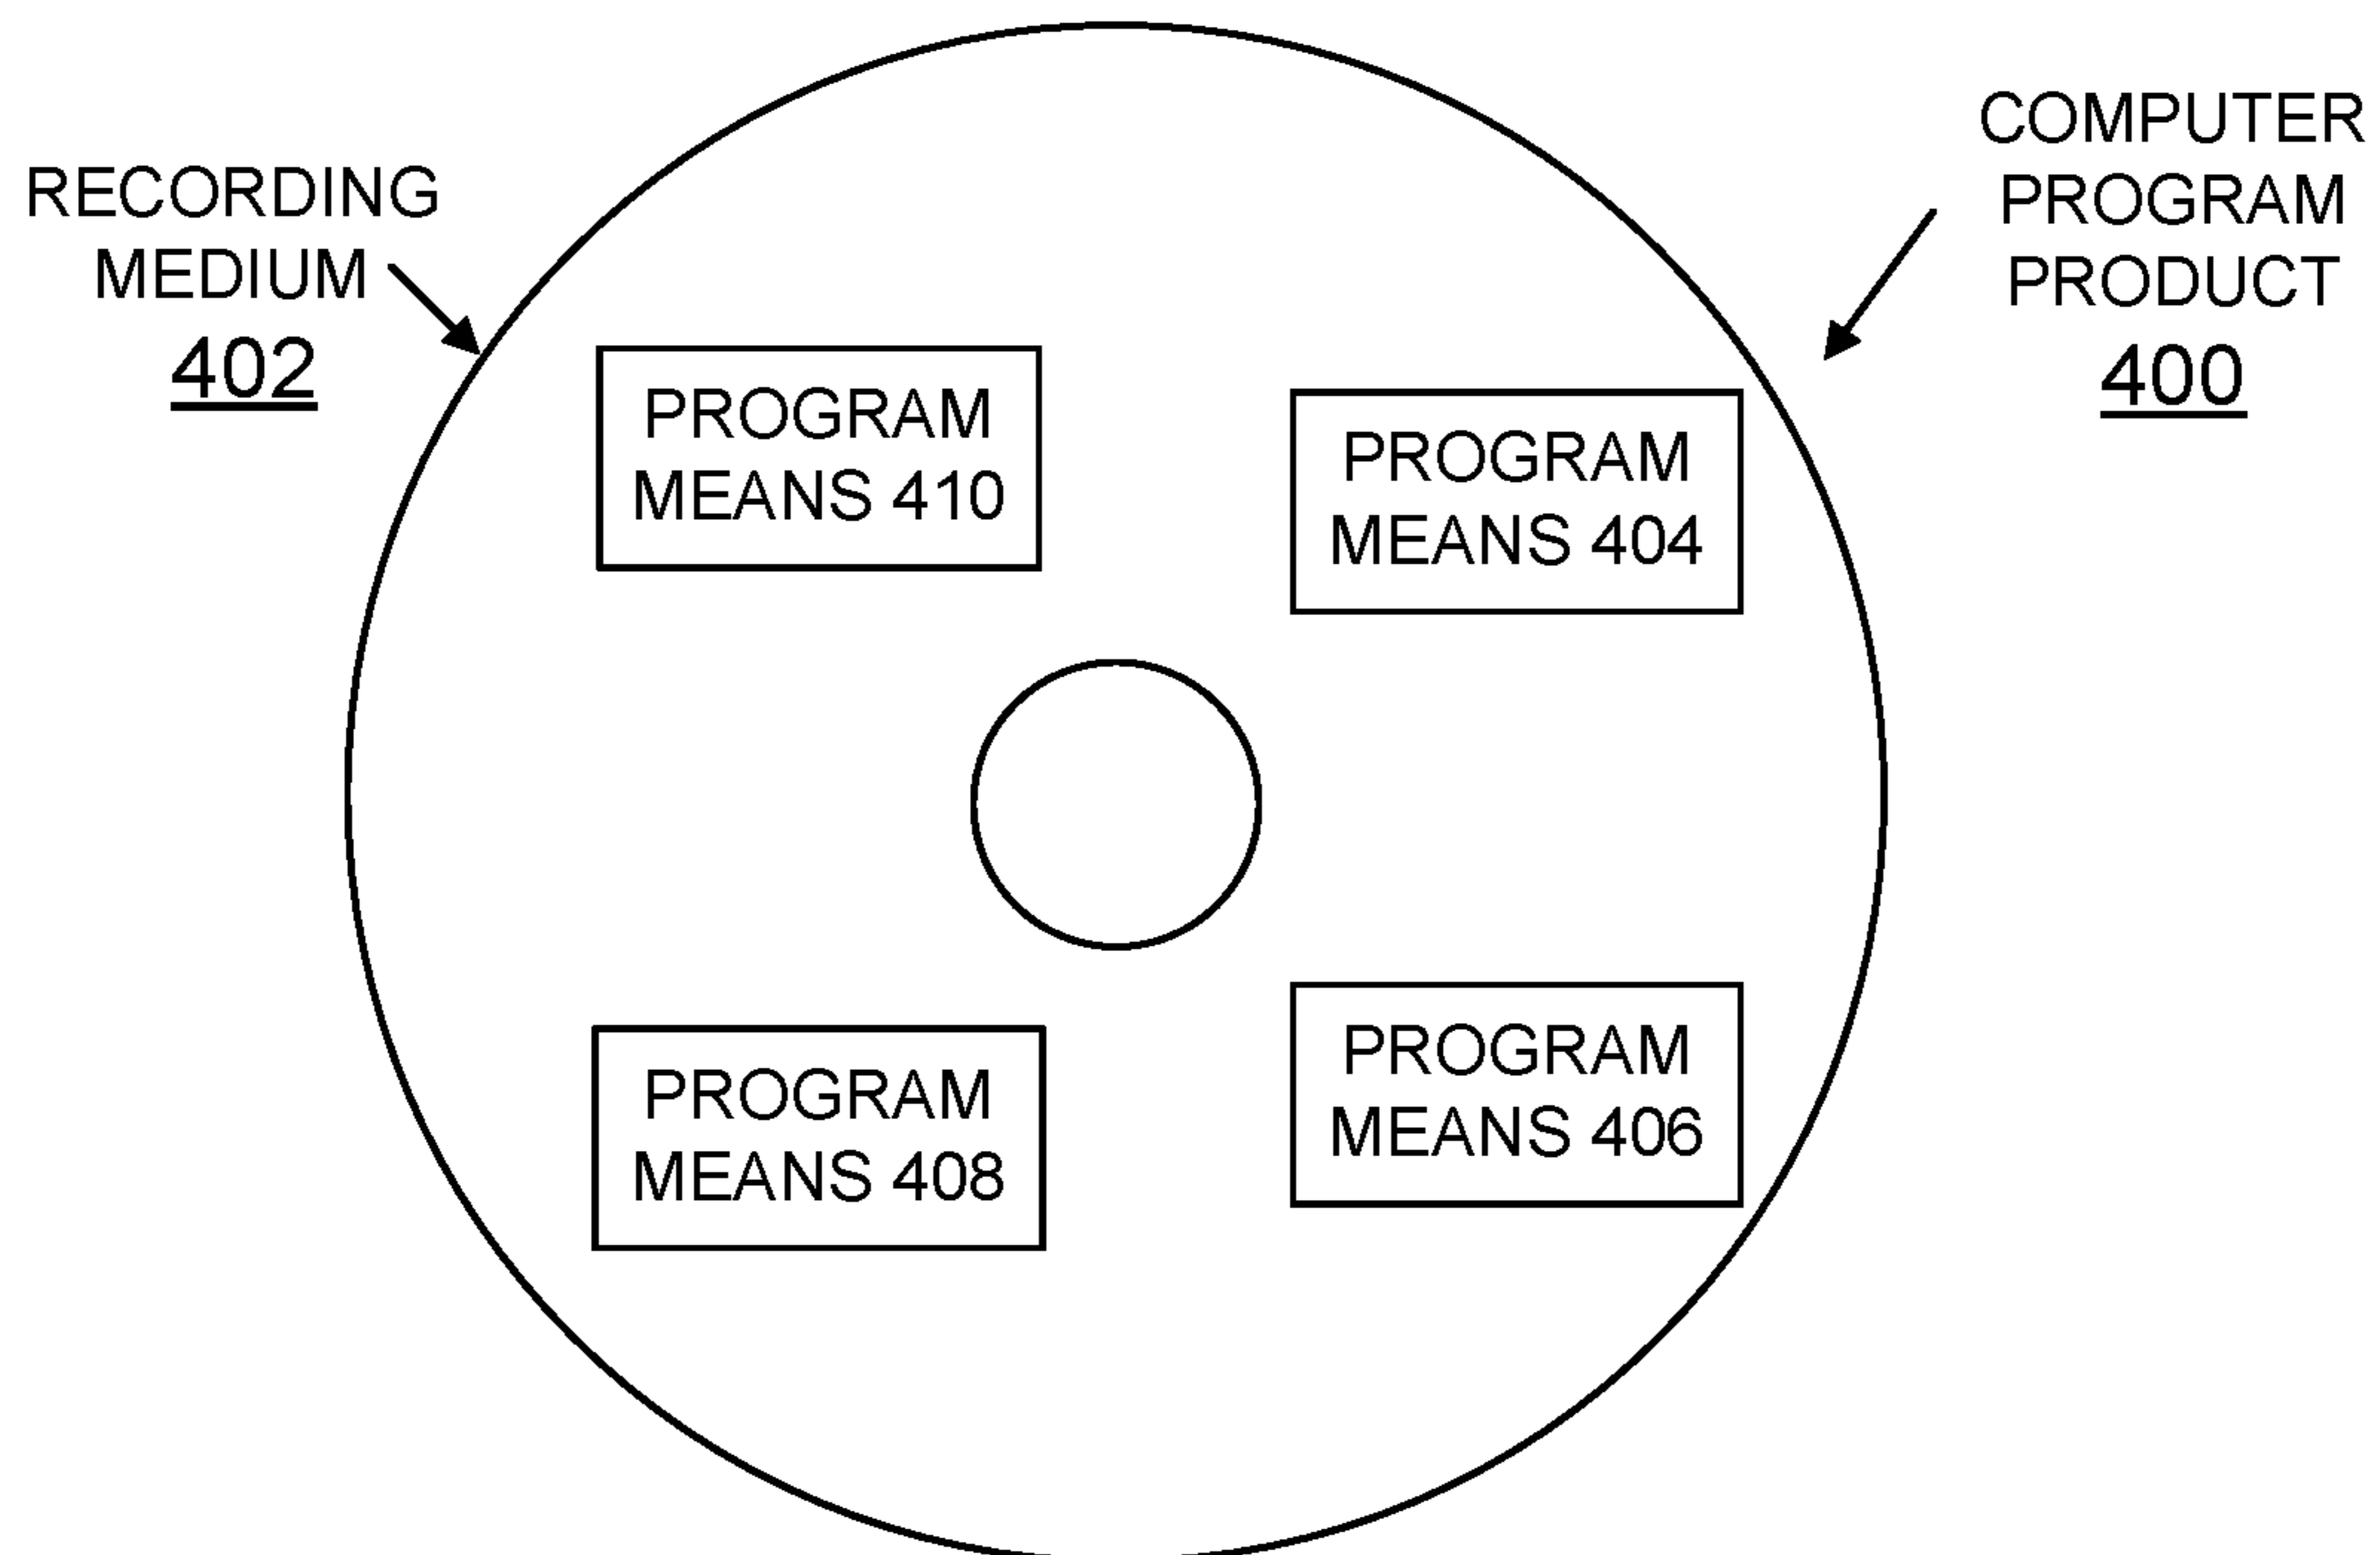 RECORDING
MEDIUM
402
COMPUTER
PROGRAM
PRODUCT
400
PROGRAM
MEANS 410
PROGRAM
MEANS 404
PROGRAM
MEANS 408
PROGRAM
MEANS 406